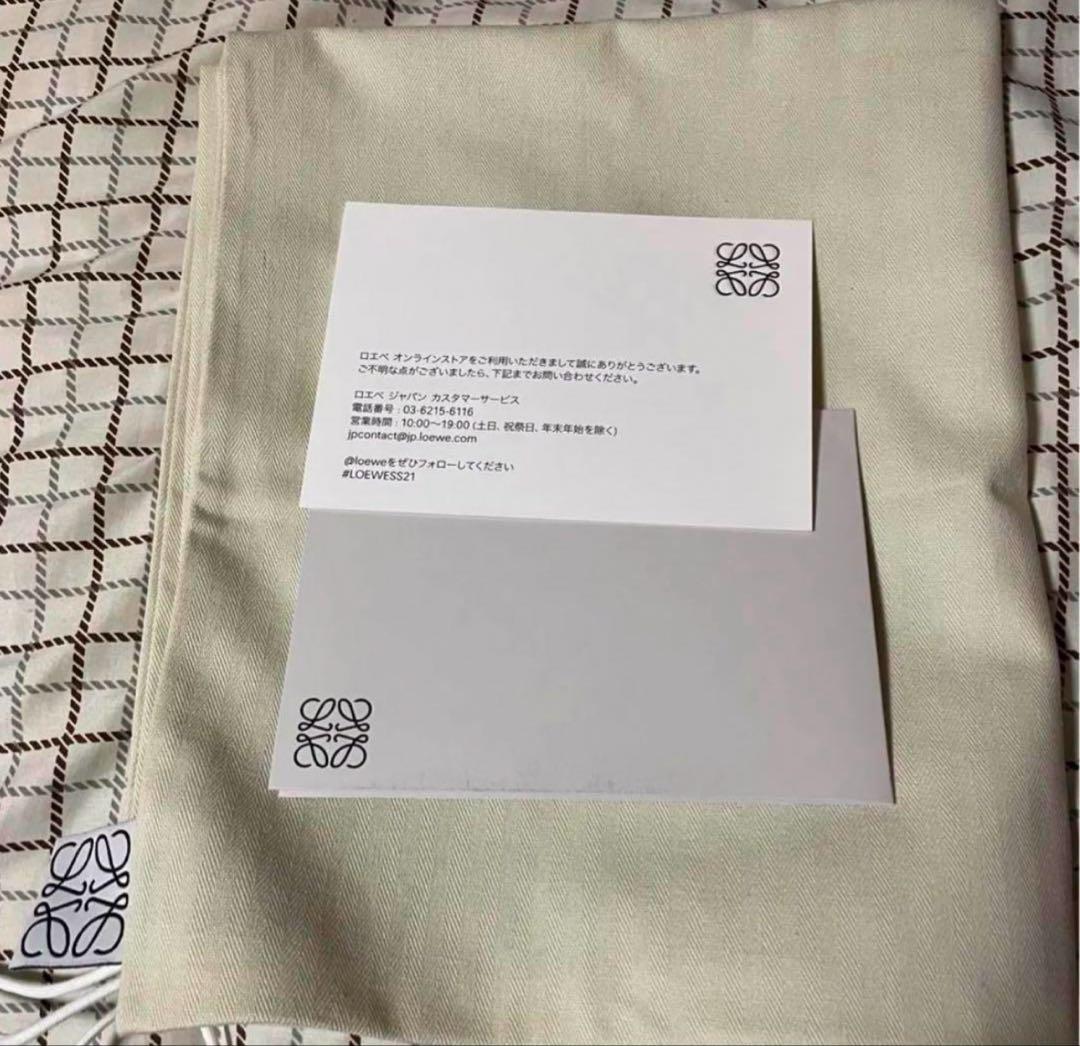 ロエベ オンラインストアをご利用いただきまして誠にありがとうございます。
ご不明な点がございましたら、下記までお問い合わせください。
ロエベ ジャパン カスタマーサービス
電話番号 : 03-6215-6116
営業時間 : 10:00〜19:00 (土日、祝祭日、年末年始を除く)
jpcontact@jp.loewe.com
@loeweをぜひフォローしてください
#LOEWESS21